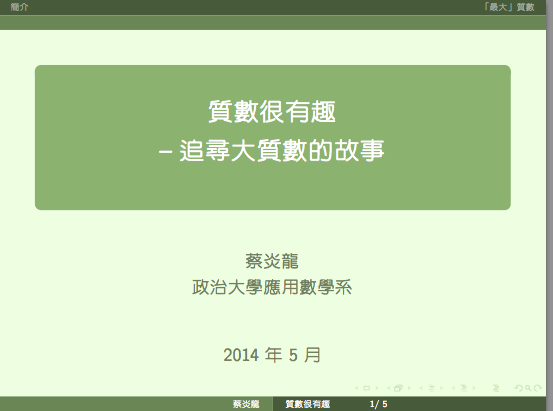 簡介
「最大」質數
質數很有趣
– 追尋大質數的故事
蔡炎龍
政治大學應用數學系
2014 年 5 月
蔡炎龍
質數很有趣
1/ 5